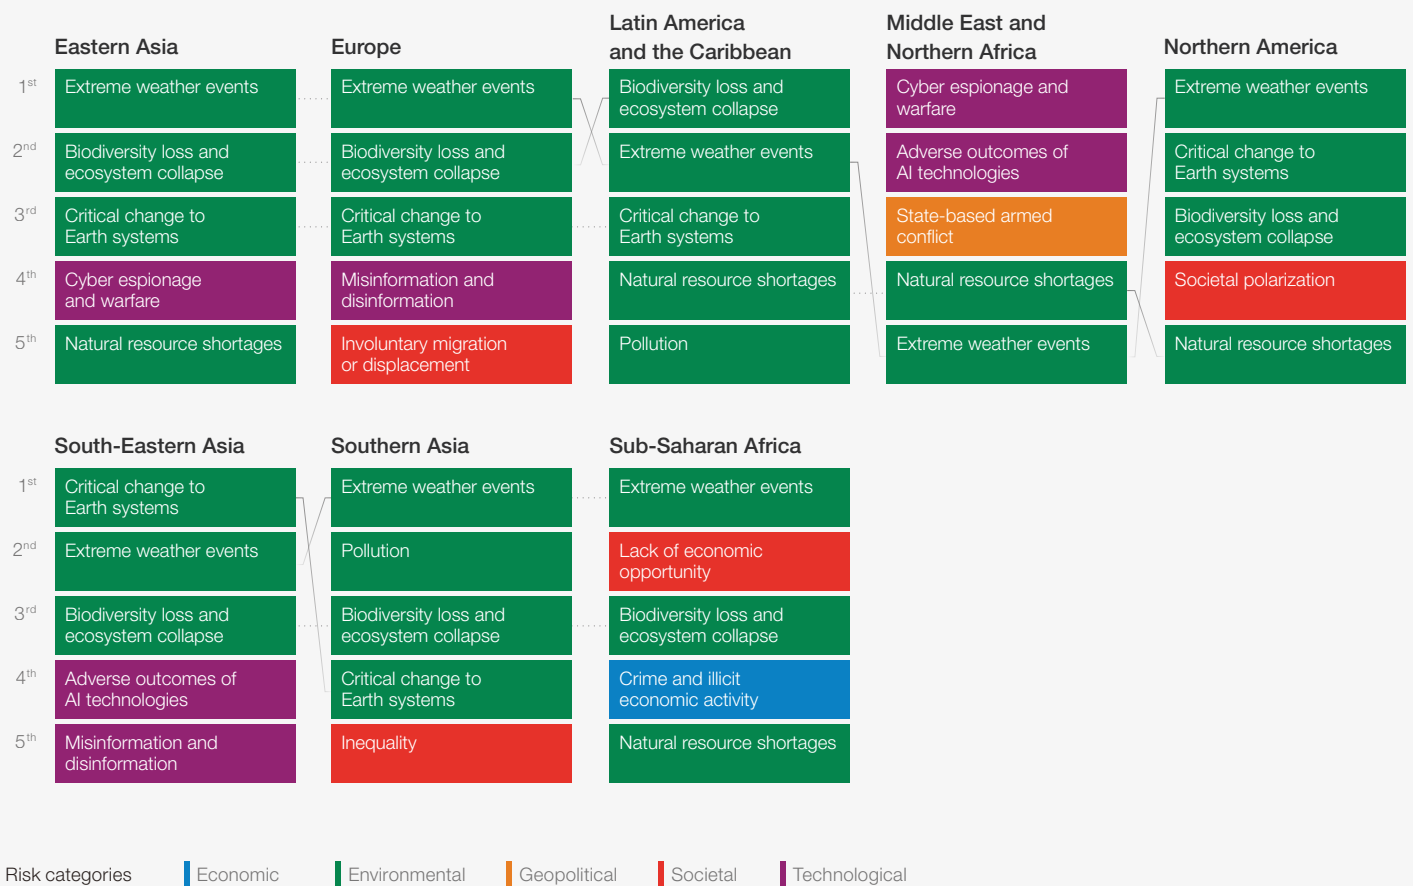 Eastern Asia
1st
Extreme weather events
2nd
Biodiversity loss and
ecosystem collapse
3rd
Critical change to
Earth systems
4th
Cyber espionage
and warfare
5th
Natural resource shortages
Europe
Extreme weather events
Biodiversity loss and
ecosystem collapse
Critical change to
Earth systems
Misinformation and
disinformation
Involuntary migration
or displacement
Latin America
and the Caribbean
Biodiversity loss and
ecosystem collapse
Extreme weather events
Critical change to
Earth systems
Natural resource shortages
Pollution
Middle East and
Northern Africa
Cyber espionage and
warfare
Adverse outcomes of
AI technologies
State-based armed
conflict
Natural resource shortages
Extreme weather events
Northern America
Extreme weather events
Critical change to
Earth systems
Biodiversity loss and
ecosystem collapse
Societal polarization
Natural resource shortages
South-Eastern Asia
1st
Critical change to
Earth systems
2nd
Extreme weather events
3rd
Biodiversity loss and
ecosystem collapse
4th
Adverse outcomes of
AI technologies
5th
Misinformation and
disinformation
Southern Asia
Extreme weather events
Pollution
Biodiversity loss and
ecosystem collapse
Critical change to
Earth systems
Inequality
Sub-Saharan Africa
Extreme weather events
Lack of economic
opportunity
Biodiversity loss and
ecosystem collapse
Crime and illicit
economic activity
Natural resource shortages
Risk categories
Economic
Environmental
Geopolitical
Societal
Technological